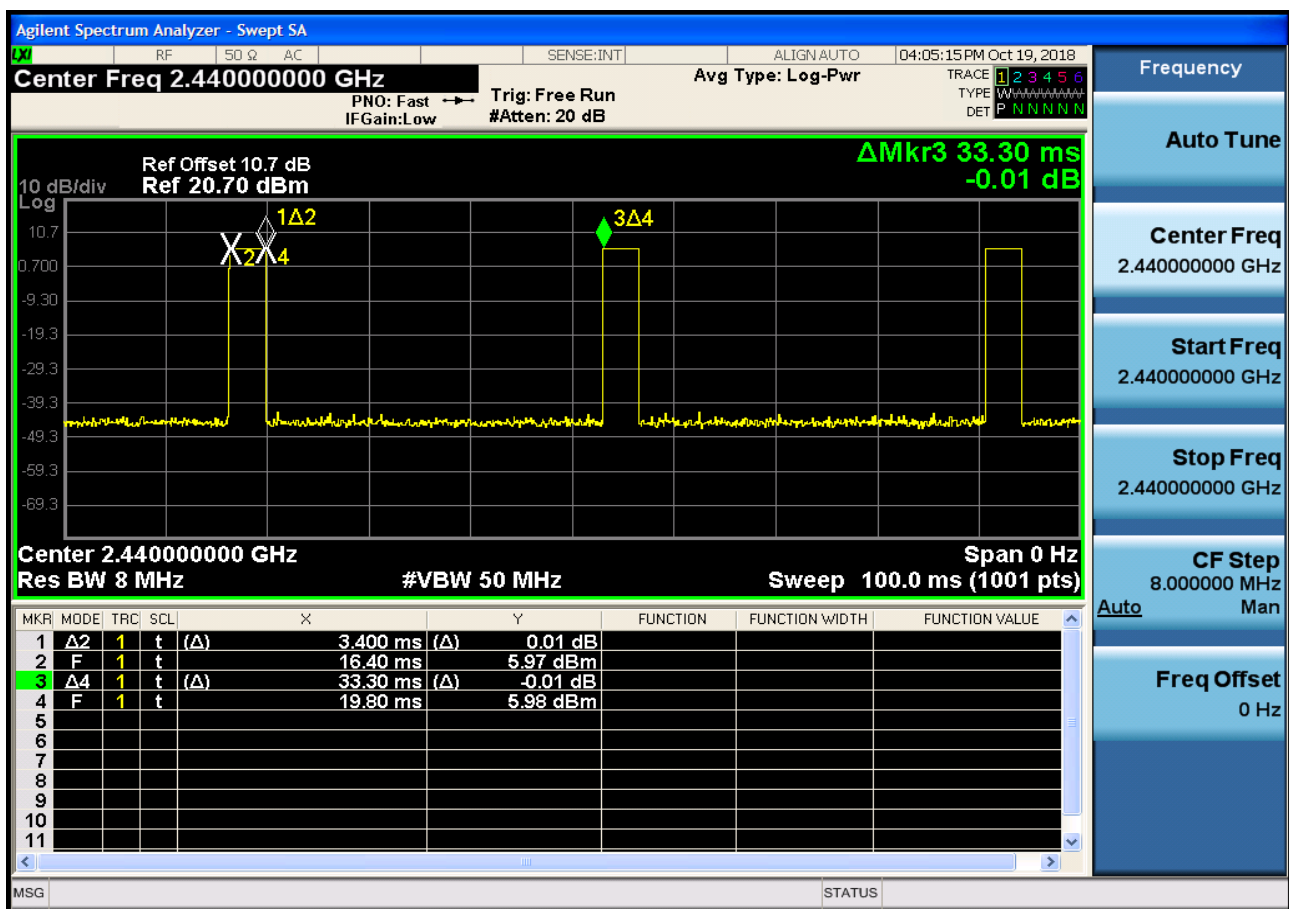 Agilent Spectrum Analyzer - Swept SA
LXI RF 50 Ω AC SENSE:INT ALIGN AUTO 04:05:15 PM Oct 19, 2018
Center Freq 2.440000000 GHz
PNO: Fast
IFGain:Low
Trig: Free Run
#Atten: 20 dB
Avg Type: Log-Pwr
TRACE 1 2 3 4 5 6
TYPE W
DET P N N N N N
ΔMkr3 33.30 ms
-0.01 dB
Ref Offset 10.7 dB
10 dB/div Ref 20.70 dBm
Log
1Δ2
3Δ4
2
4
10.7
0.700
-9.30
-19.3
-29.3
-39.3
-49.3
-59.3
-69.3
Center 2.440000000 GHz Span 0 Hz
Res BW 8 MHz #VBW 50 MHz Sweep 100.0 ms (1001 pts)
MKR MODE TRC SCL X Y FUNCTION FUNCTION WIDTH FUNCTION VALUE
1 Δ2 1 t (Δ) 3.400 ms (Δ) 0.01 dB
2 F 1 t 16.40 ms 5.97 dBm
3 Δ4 1 t (Δ) 33.30 ms (Δ) -0.01 dB
4 F 1 t 19.80 ms 5.98 dBm
5
6
7
8
9
10
11
MSG STATUS
Frequency
Auto Tune
Center Freq
2.440000000 GHz
Start Freq
2.440000000 GHz
Stop Freq
2.440000000 GHz
CF Step
8.000000 MHz
Auto Man
Freq Offset
0 Hz